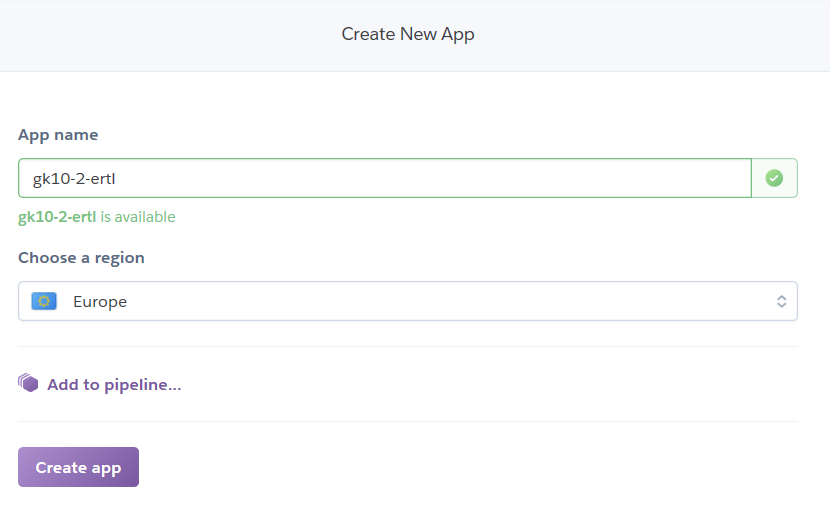 Create New App
App name
gk10-2-ertl
gk10-2-ertl is available
Choose a region
Europe
Add to pipeline...
Create app